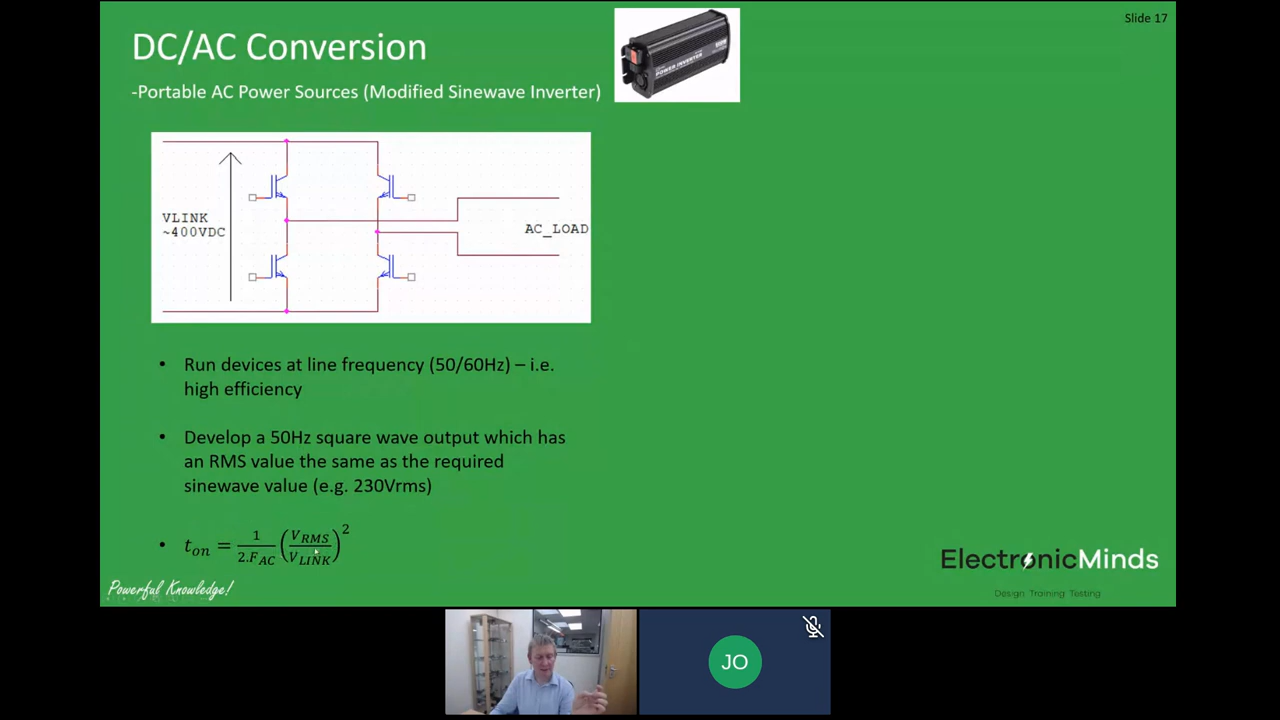 Slide 17
DC/AC Conversion
-Portable AC Power Sources (Modified Sinewave Inverter)
POWER INVERTER
VLINK
~400VDC
AC_LOAD
• Run devices at line frequency (50/60Hz) – i.e.
high efficiency
• Develop a 50Hz square wave output which has
an RMS value the same as the required
sinewave value (e.g. 230Vrms)
• t_on = 1/(2.F_AC) (V_RMS/V_LINK)^2
ElectronicMinds
Design Training Testing
Powerful Knowledge!
JO